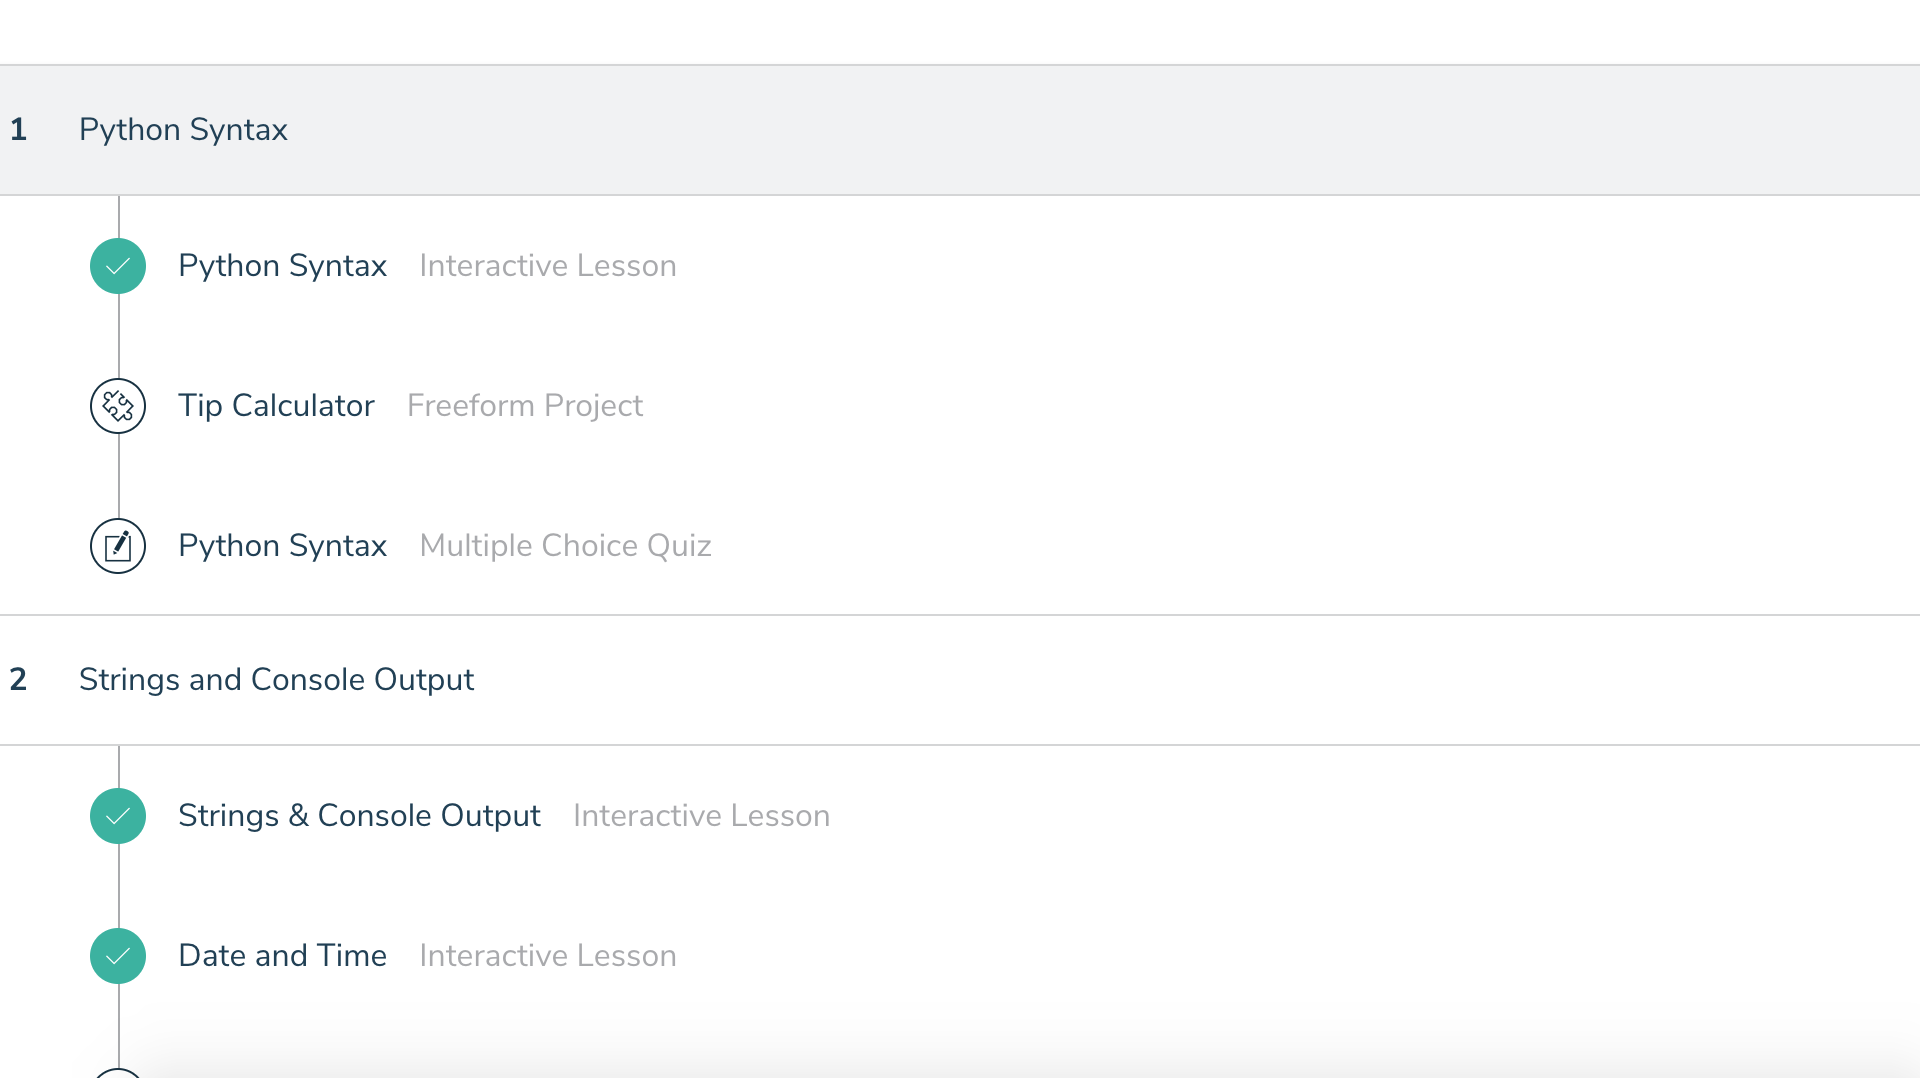 1 Python Syntax
Python Syntax Interactive Lesson
Tip Calculator Freeform Project
Python Syntax Multiple Choice Quiz
2 Strings and Console Output
Strings & Console Output Interactive Lesson
Date and Time Interactive Lesson